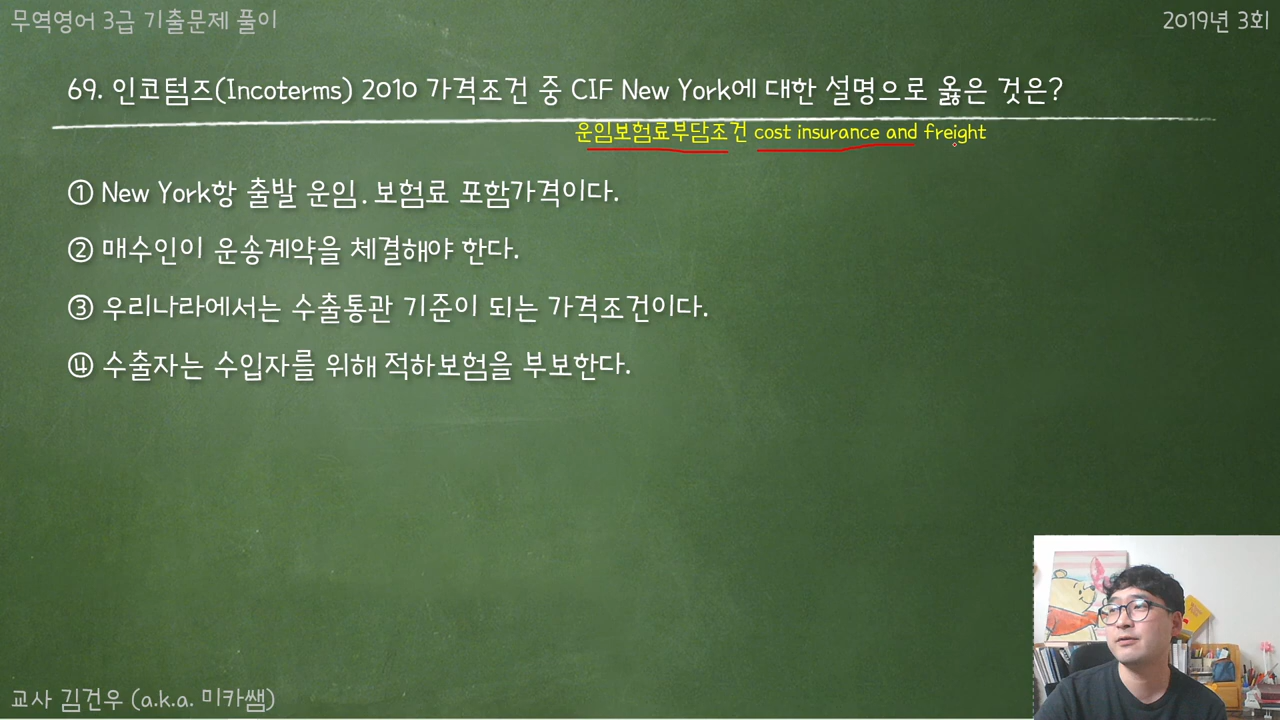 무역영어 3급 기출문제 풀이
2019년 3회
69. 인코텀즈(Incoterms) 2010 가격조건 중 CIF New York에 대한 설명으로 옳은 것은?
운임보험료부담조건 cost insurance and freight
① New York항 출발 운임. 보험료 포함가격이다.
② 매수인이 운송계약을 체결해야 한다.
③ 우리나라에서는 수출통관 기준이 되는 가격조건이다.
④ 수출자는 수입자를 위해 적하보험을 부보한다.
교사 김건우 (a.k.a. 미카쌤)